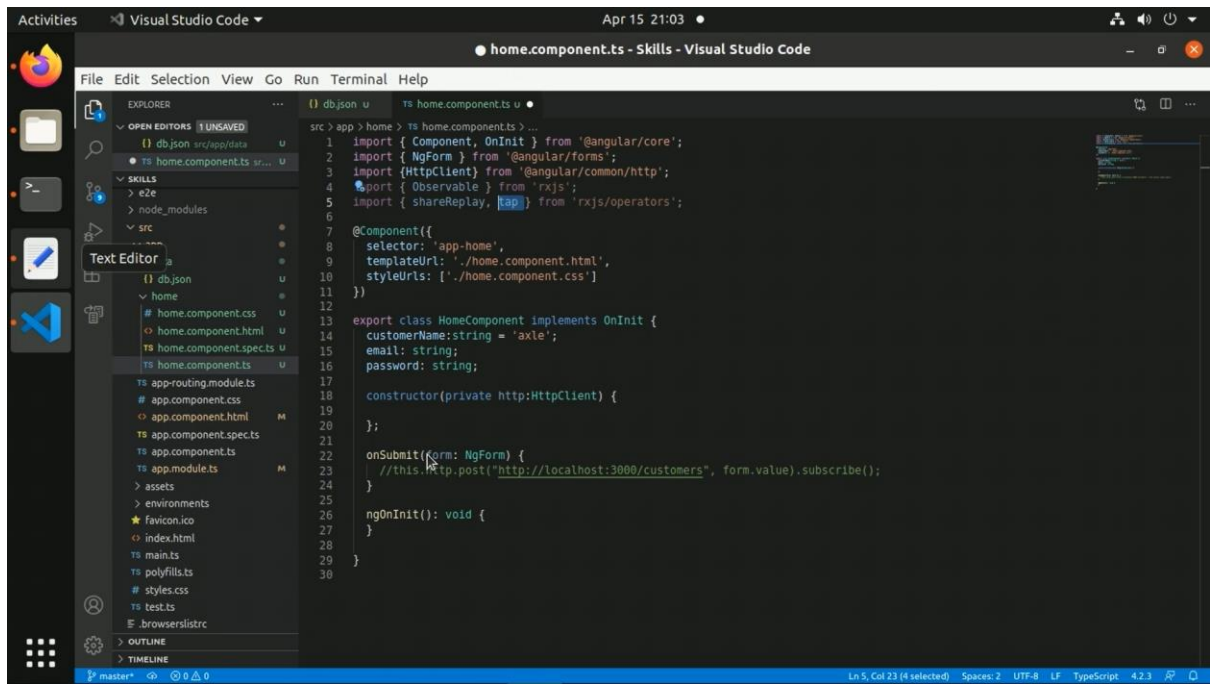 Activities Visual Studio Code Apr 15 21:03
home.component.ts - Skills - Visual Studio Code
File Edit Selection View Go Run Terminal Help
EXPLORER
OPEN EDITORS 1 UNSAVED
{} db.json src/app/data U
TS home.component.ts sr... U
SKILLS
e2e
node_modules
src
Text Editor
{} db.json U
home
# home.component.css U
<> home.component.html U
TS home.component.spec.ts U
TS home.component.ts U
TS app-routing.module.ts
# app.component.css
<> app.component.html M
TS app.component.spec.ts
TS app.component.ts
TS app.module.ts M
assets
environments
favicon.ico
<> index.html
TS main.ts
TS polyfills.ts
# styles.css
TS test.ts
.browserslistrc
OUTLINE
TIMELINE
{} db.json U TS home.component.ts U
src > app > home > TS home.component.ts > ...
1 import { Component, OnInit } from '@angular/core';
2 import { NgForm } from '@angular/forms';
3 import {HttpClient} from '@angular/common/http';
4 port { Observable } from 'rxjs';
5 import { shareReplay, tap } from 'rxjs/operators';
6
7 @Component({
8 selector: 'app-home',
9 templateUrl: './home.component.html',
10 styleUrls: ['./home.component.css']
11 })
12
13 export class HomeComponent implements OnInit {
14 customerName:string = 'axle';
15 email: string;
16 password: string;
17
18 constructor(private http:HttpClient) {
19
20 };
21
22 onSubmit(form: NgForm) {
23 //this.http.post("http://localhost:3000/customers", form.value).subscribe();
24 }
25
26 ngOnInit(): void {
27 }
28
29 }
30
master* 0 0 Ln 5, Col 23 (4 selected) Spaces: 2 UTF-8 LF TypeScript 4.2.3